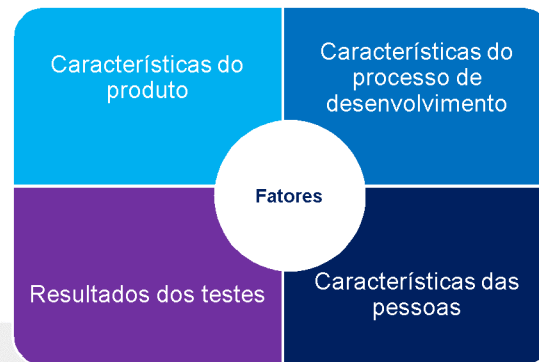 Características do
produto
Características do
processo de
desenvolvimento
Fatores
Resultados dos testes
Características das
pessoas